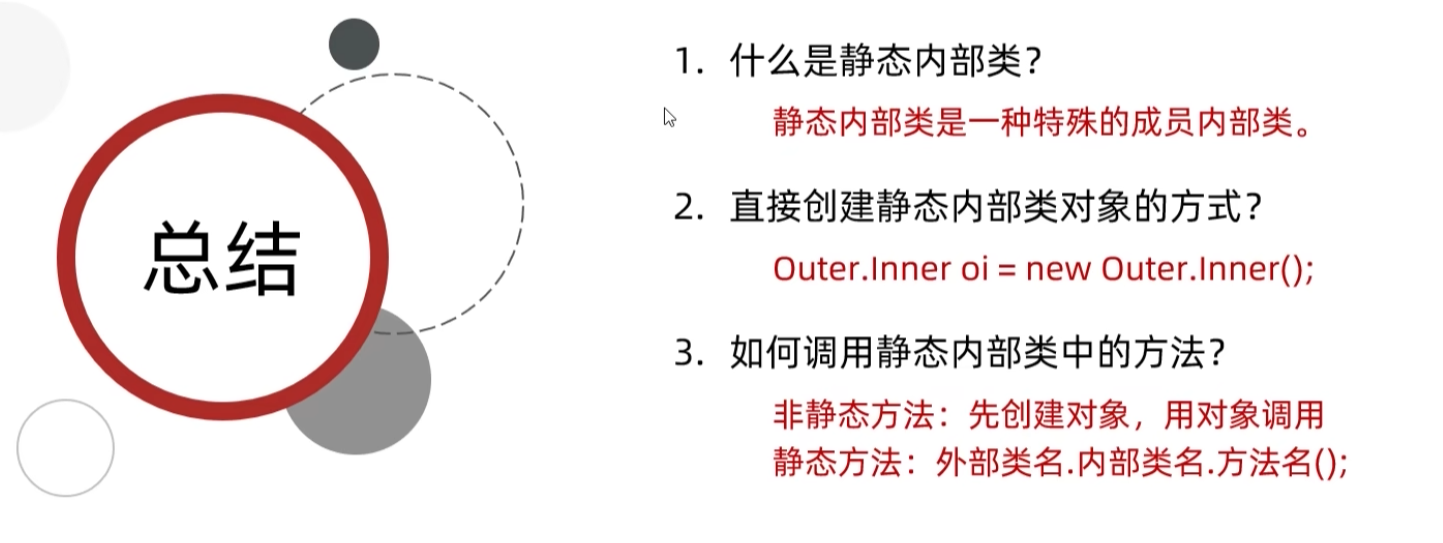 总结
1. 什么是静态内部类？
静态内部类是一种特殊的成员内部类。
2. 直接创建静态内部类对象的方式？
Outer.Inner oi = new Outer.Inner();
3. 如何调用静态内部类中的方法？
非静态方法：先创建对象，用对象调用
静态方法：外部类名.内部类名.方法名();